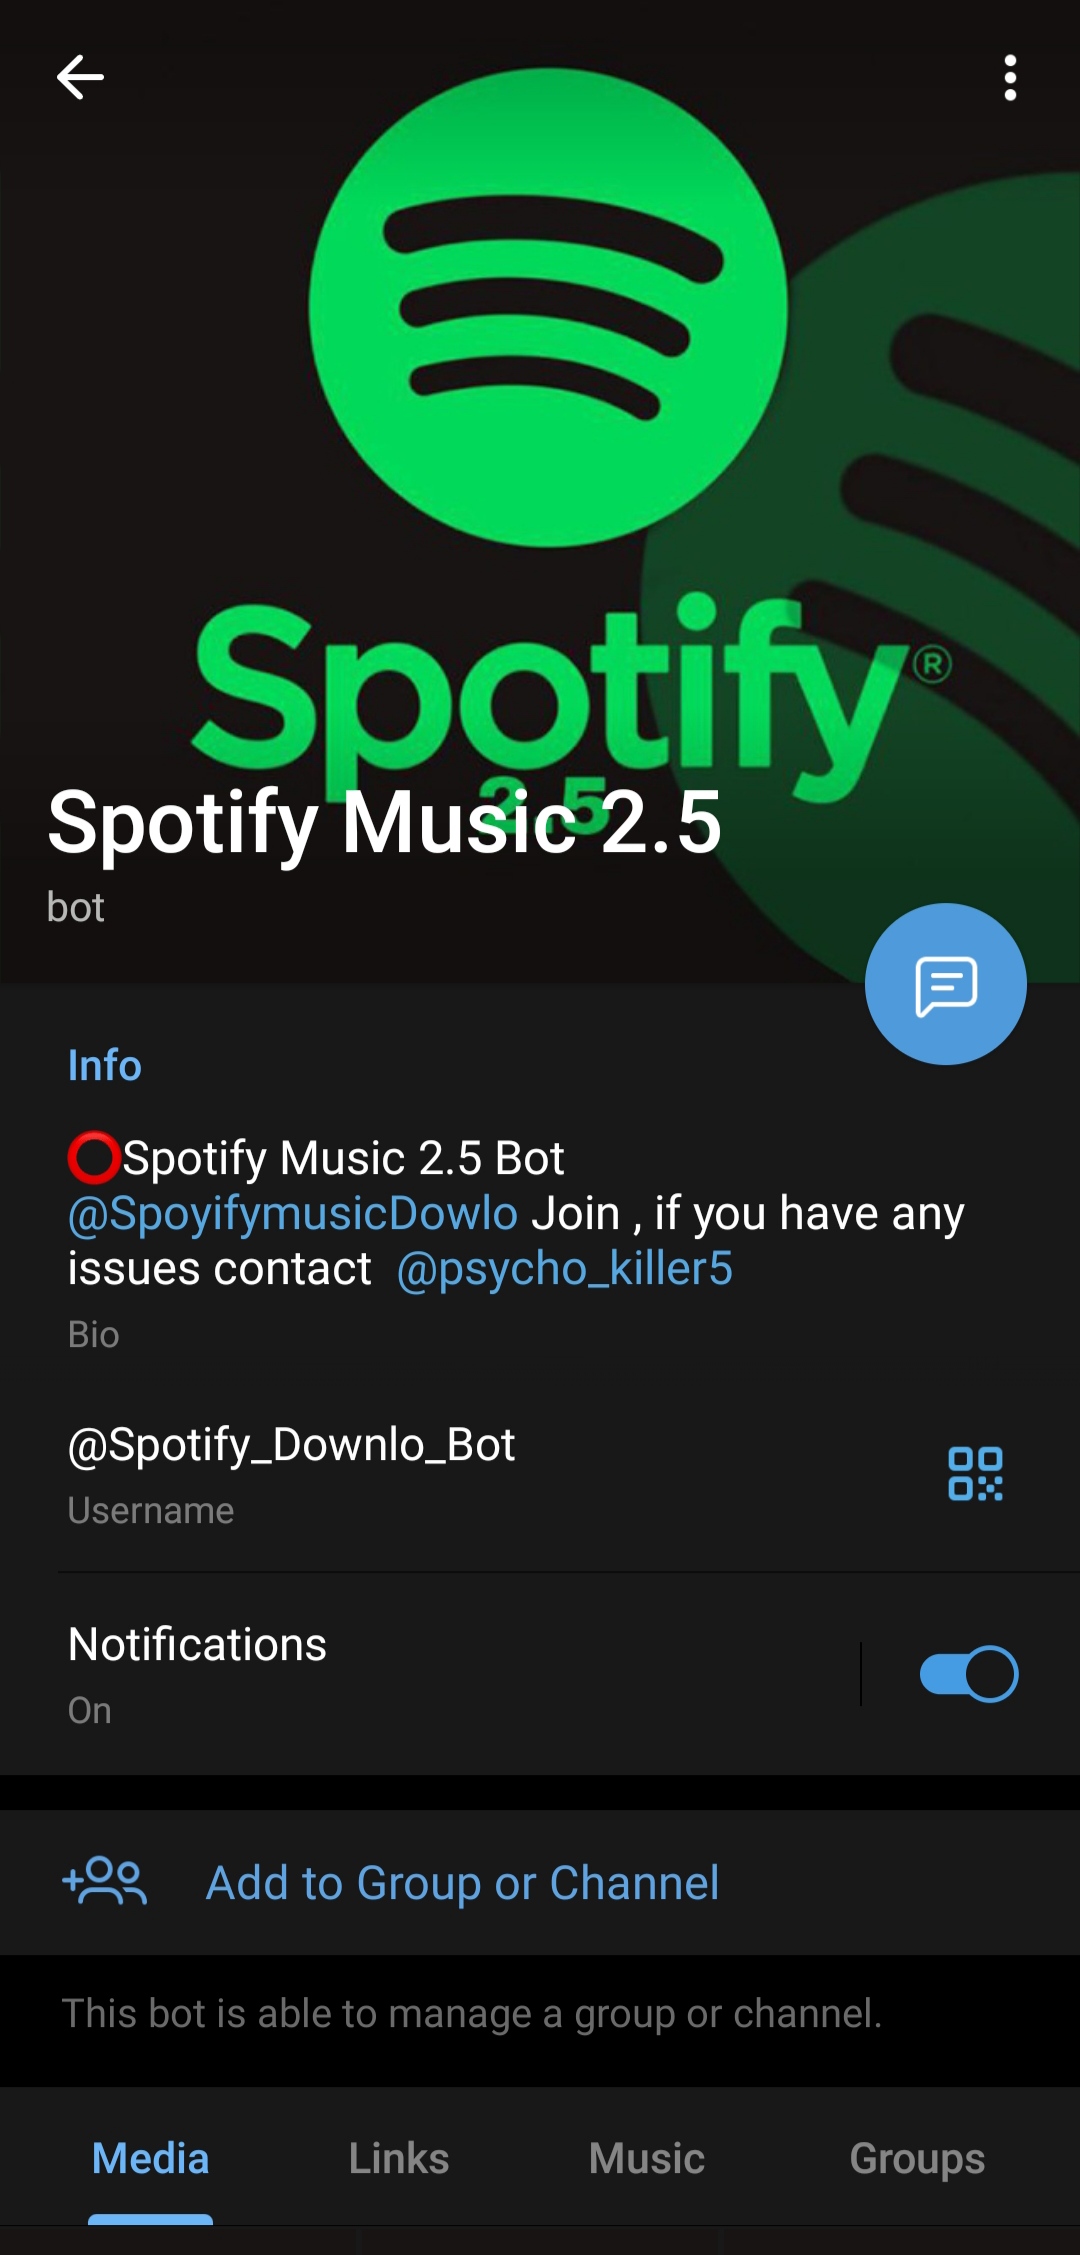 Spotify®
2.5
Spotify Music 2.5
bot
Info
⭕Spotify Music 2.5 Bot
@SpoyifymusicDowlo Join , if you have any
issues contact  @psycho_killer5
Bio
@Spotify_Downlo_Bot
Username
Notifications
On
Add to Group or Channel
This bot is able to manage a group or channel.
Media Links Music Groups